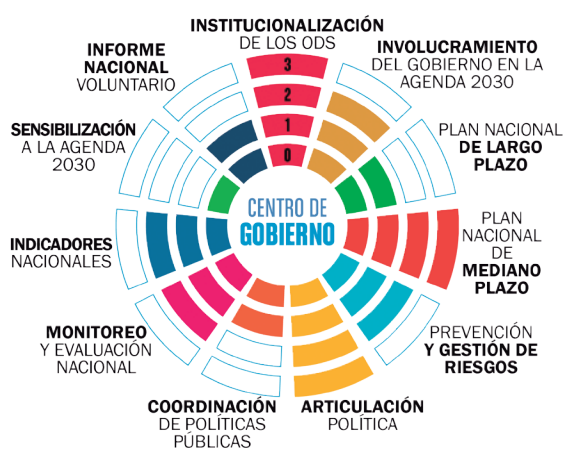 INSTITUCIONALIZACIÓN
DE LOS ODS
3
2
1
0
INVOLUCRAMIENTO
DEL GOBIERNO EN LA
AGENDA 2030
PLAN NACIONAL
DE LARGO
PLAZO
PLAN
NACIONAL
DE
MEDIANO
PLAZO
PREVENCIÓN
Y GESTIÓN DE
RIESGOS
ARTICULACIÓN
POLÍTICA
COORDINACIÓN
DE POLÍTICAS
PÚBLICAS
MONITOREO
Y EVALUACIÓN
NACIONAL
INDICADORES
NACIONALES
SENSIBILIZACIÓN
A LA AGENDA
2030
INFORME
NACIONAL
VOLUNTARIO
CENTRO DE
GOBIERNO